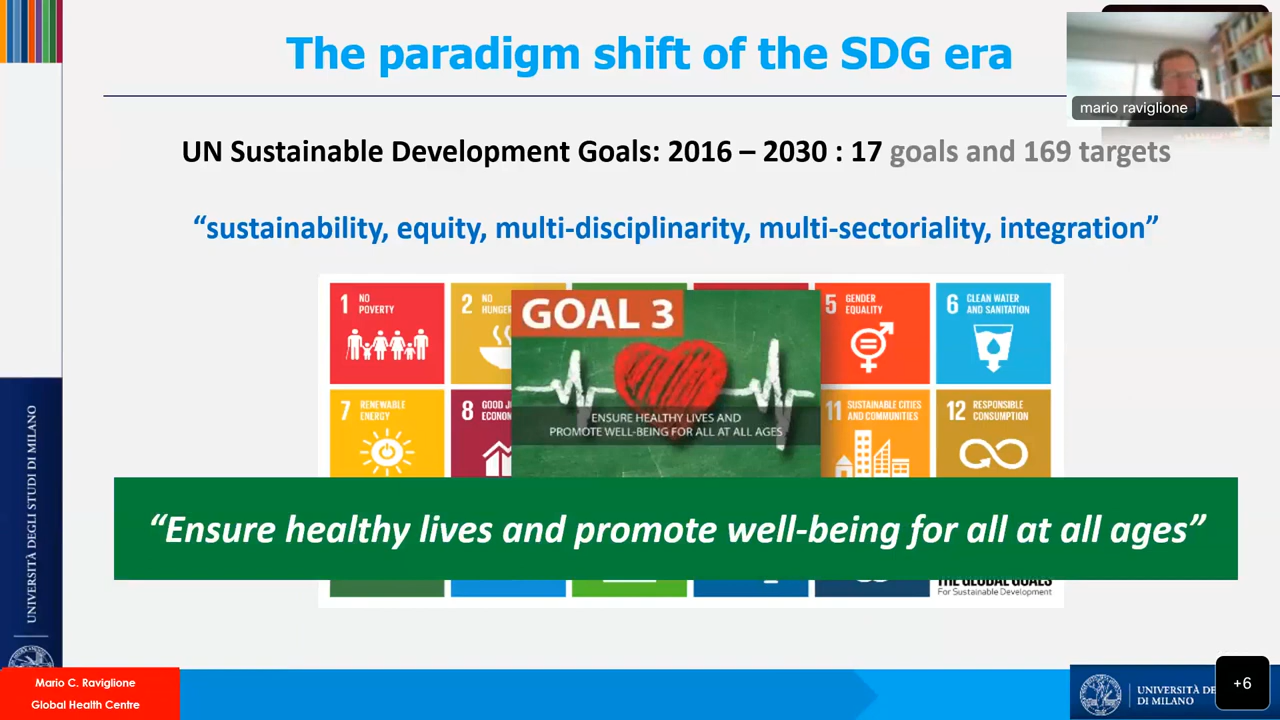 The paradigm shift of the SDG era
mario raviglione
UN Sustainable Development Goals: 2016 – 2030 : 17 goals and 169 targets
“sustainability, equity, multi-disciplinarity, multi-sectoriality, integration”
1 NO
POVERTY
2 NO
HUNGE
GOAL 3
ENSURE HEALTHY LIVES AND
PROMOTE WELL-BEING FOR ALL AT ALL AGES
5 GENDER
EQUALITY
6 CLEAN WATER
AND SANITATION
7 RENEWABLE
ENERGY
8 GOOD J
ECONOM
11 SUSTAINABLE CITIES
AND COMMUNITIES
12 RESPONSIBLE
CONSUMPTION
“Ensure healthy lives and promote well-being for all at all ages”
THE GLOBAL GOALS
For Sustainable Development
UNIVERSITÀ DEGLI STUDI DI MILANO
Mario C. Raviglione
Global Health Centre
UNIVERSITÀ DE
DI MILANO
+6